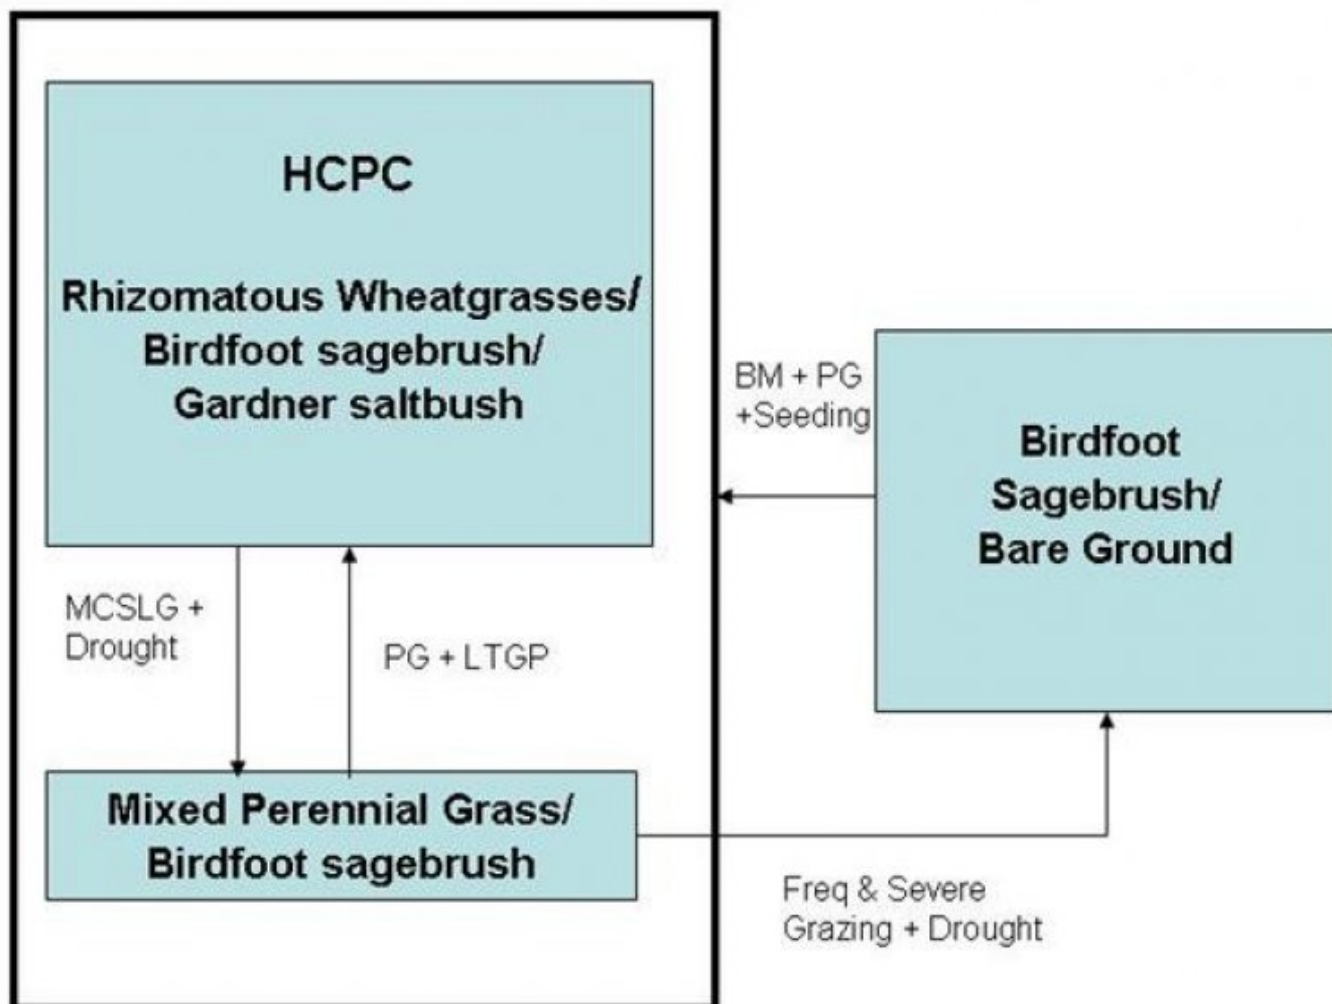 HCPC
Rhizomatous Wheatgrasses/
Birdfoot sagebrush/
Gardner saltbush
MCSLG +
Drought
PG + LTGP
Mixed Perennial Grass/
Birdfoot sagebrush
BM + PG
+Seeding
Birdfoot
Sagebrush/
Bare Ground
Freq & Severe
Grazing + Drought